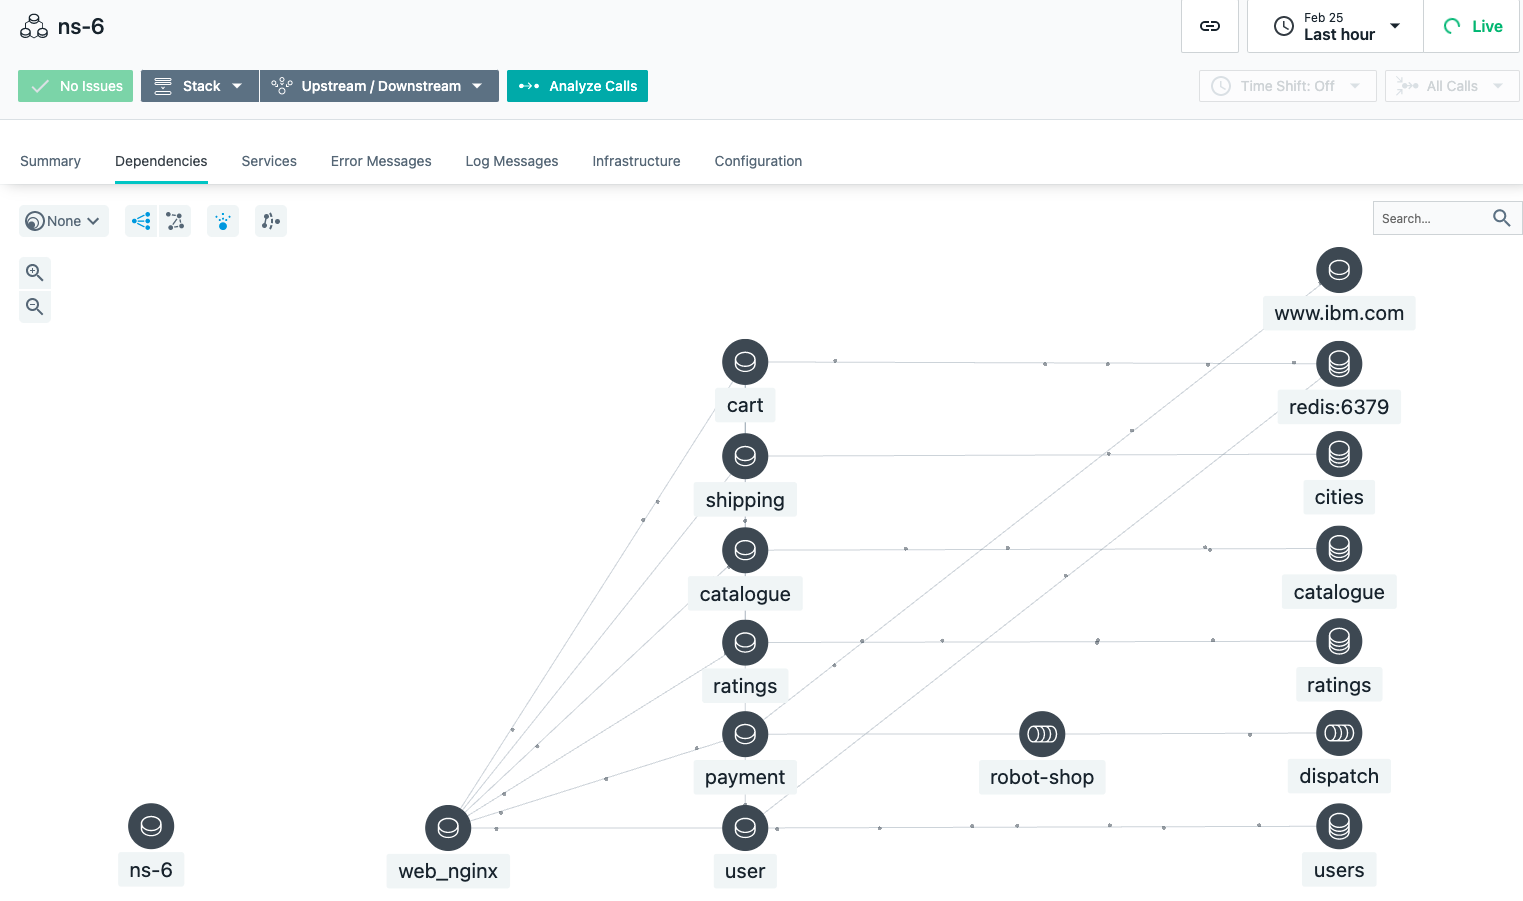 ns-6
Feb 25
Last hour
Live
No Issues
Stack
Upstream / Downstream
Analyze Calls
Time Shift: Off
All Calls
Summary
Dependencies
Services
Error Messages
Log Messages
Infrastructure
Configuration
None
Search...
www.ibm.com
cart
redis:6379
shipping
cities
catalogue
catalogue
ratings
ratings
payment
robot-shop
dispatch
ns-6
web_nginx
user
users